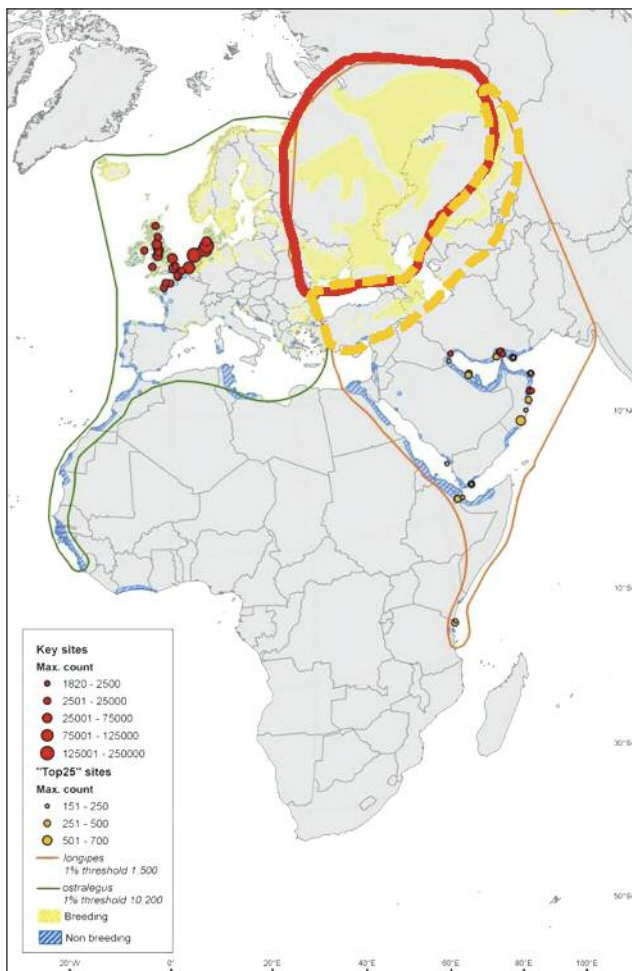 10°N
10°S
30°S
50°S
Key sites
Max. count
1820 - 2500
2501 - 25000
25001 - 75000
75001 - 125000
125001 - 250000
"Top25" sites
Max. count
151 - 250
251 - 500
501 - 700
longipes
1% threshold 1,500
ostralegus
1% threshold 10,200
Breeding
Non breeding
20°W 0° 20°E 40°E 60°E 80°E 100°E